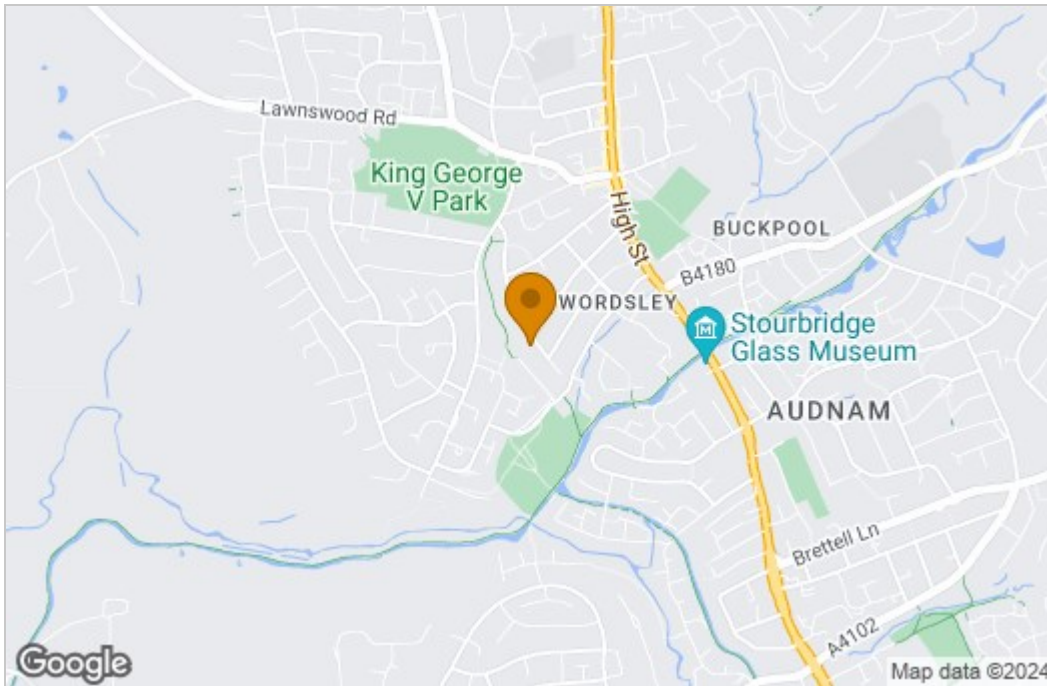 Lawnswood Rd
King George
V Park
High St
BUCKPOOL
B4180
WORDSLEY
M
Stourbridge
Glass Museum
AUDNAM
Brettell Ln
A4102
Google
Map data ©2024